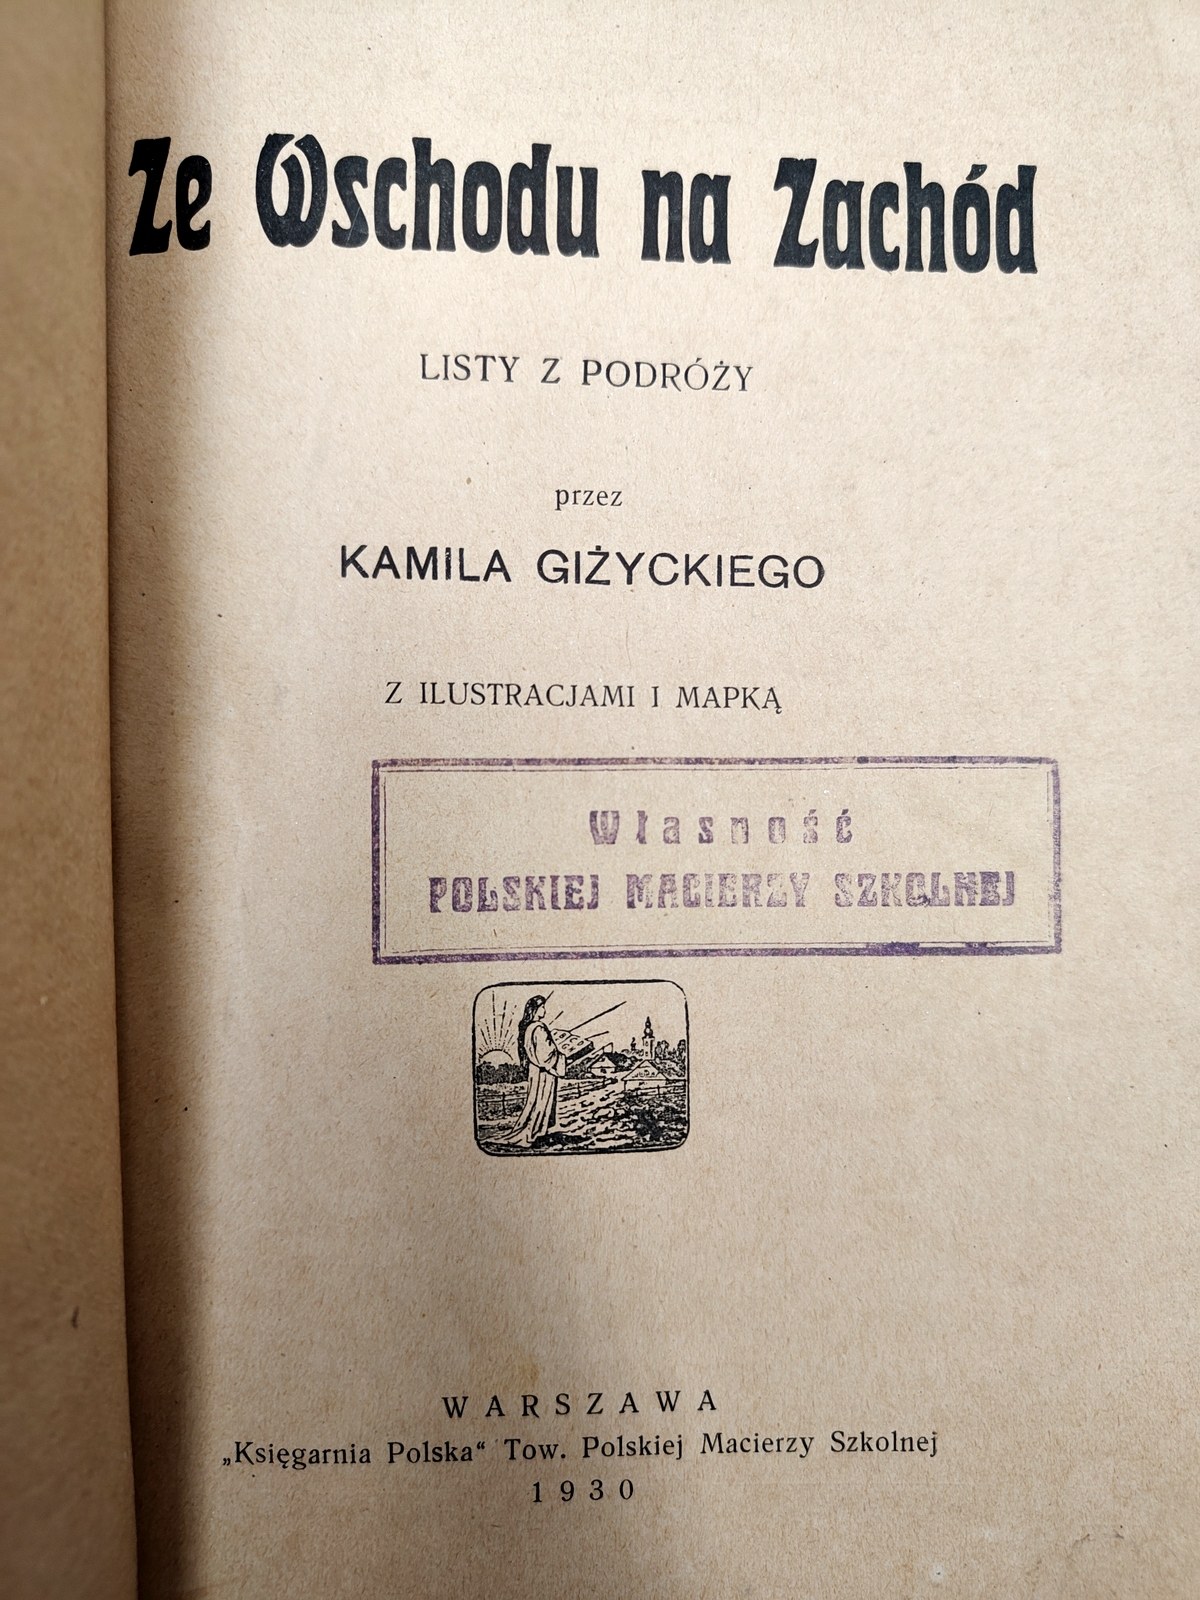 Ze Wschodu na Zachód
LISTY Z PODRÓŻY
przez
KAMILA GIŻYCKIEGO
Z ILUSTRACJAMI I MAPKĄ
Własność
POLSKIEJ MACIERZY SZKOLNEJ
WARSZAWA
„Księgarnia Polska“ Tow. Polskiej Macierzy Szkolnej
1930